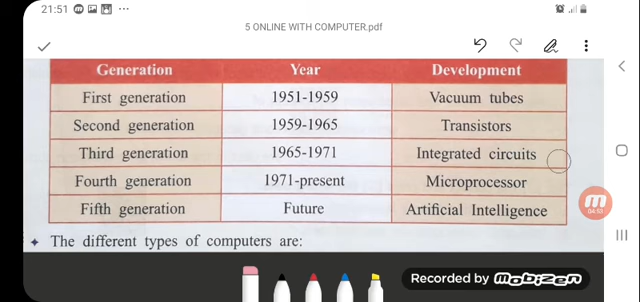 21:51
5 ONLINE WITH COMPUTER.pdf
Generation Year Development
First generation 1951-1959 Vacuum tubes
Second generation 1959-1965 Transistors
Third generation 1965-1971 Integrated circuits
Fourth generation 1971-present Microprocessor
Fifth generation Future Artificial Intelligence
The different types of computers are:
04:50
Recorded by mobizen